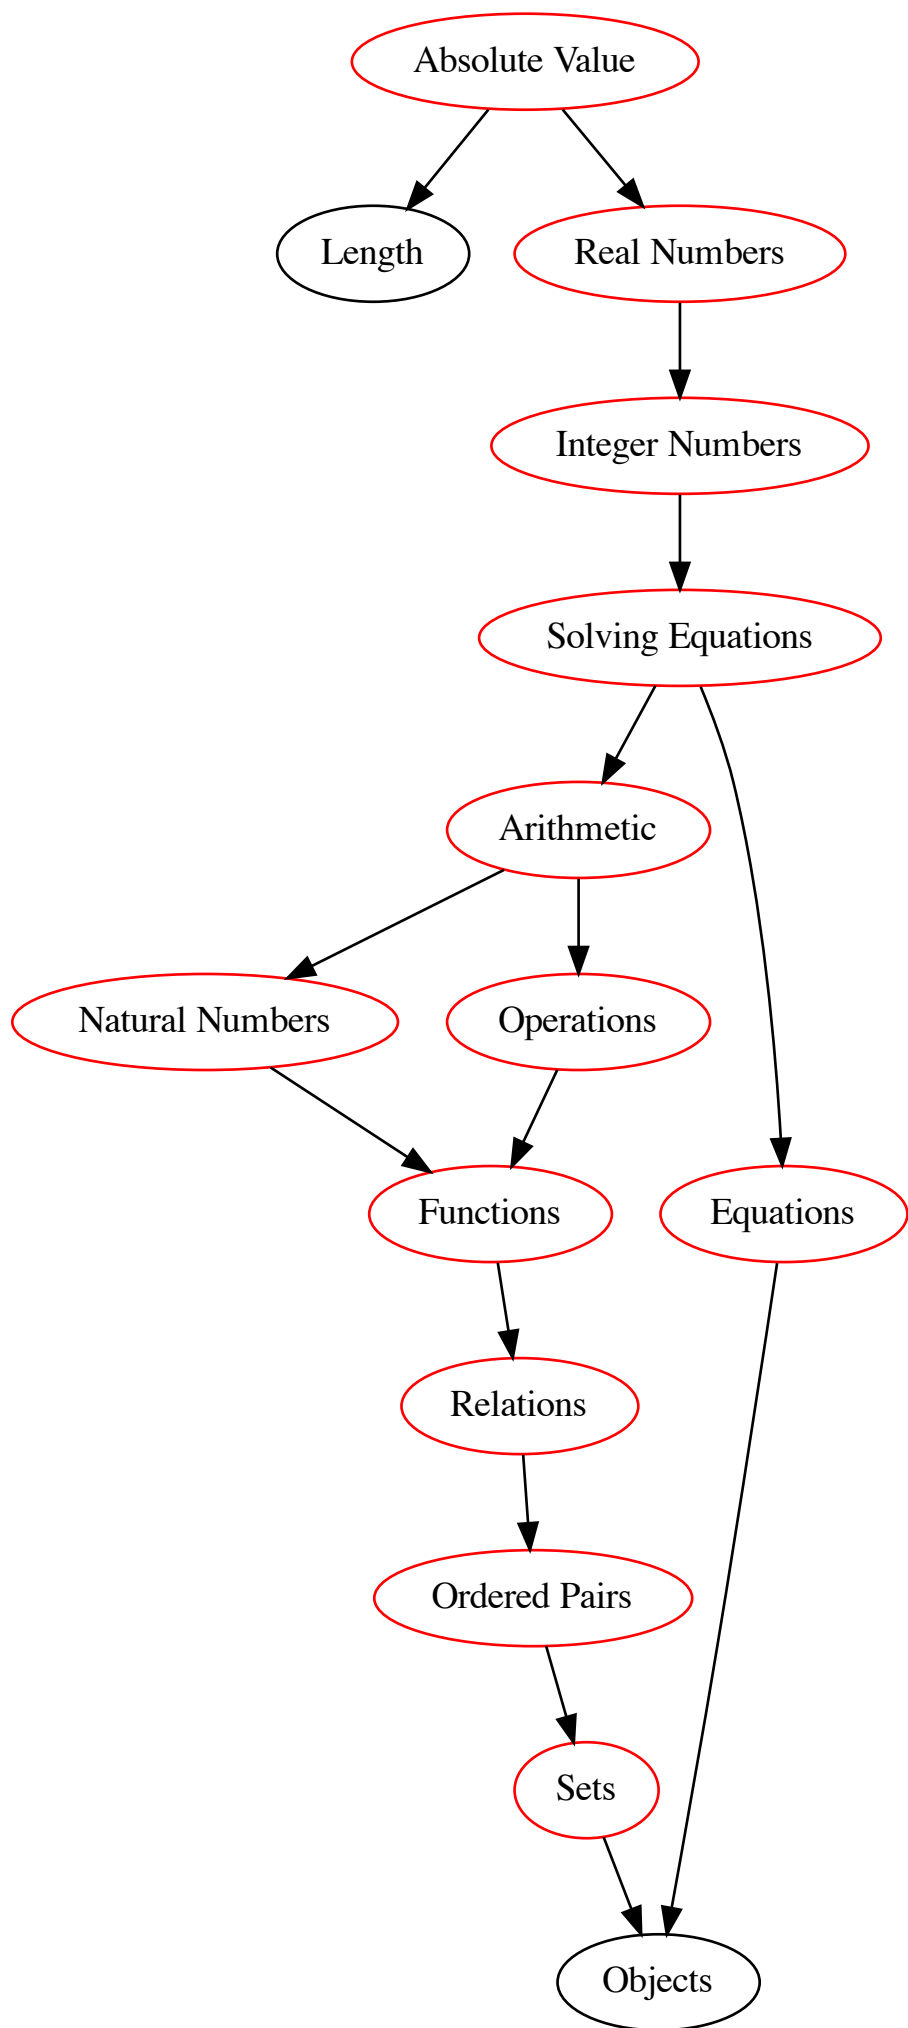 Absolute Value
Length
Real Numbers
Integer Numbers
Solving Equations
Arithmetic
Natural Numbers
Operations
Functions
Equations
Relations
Ordered Pairs
Sets
Objects